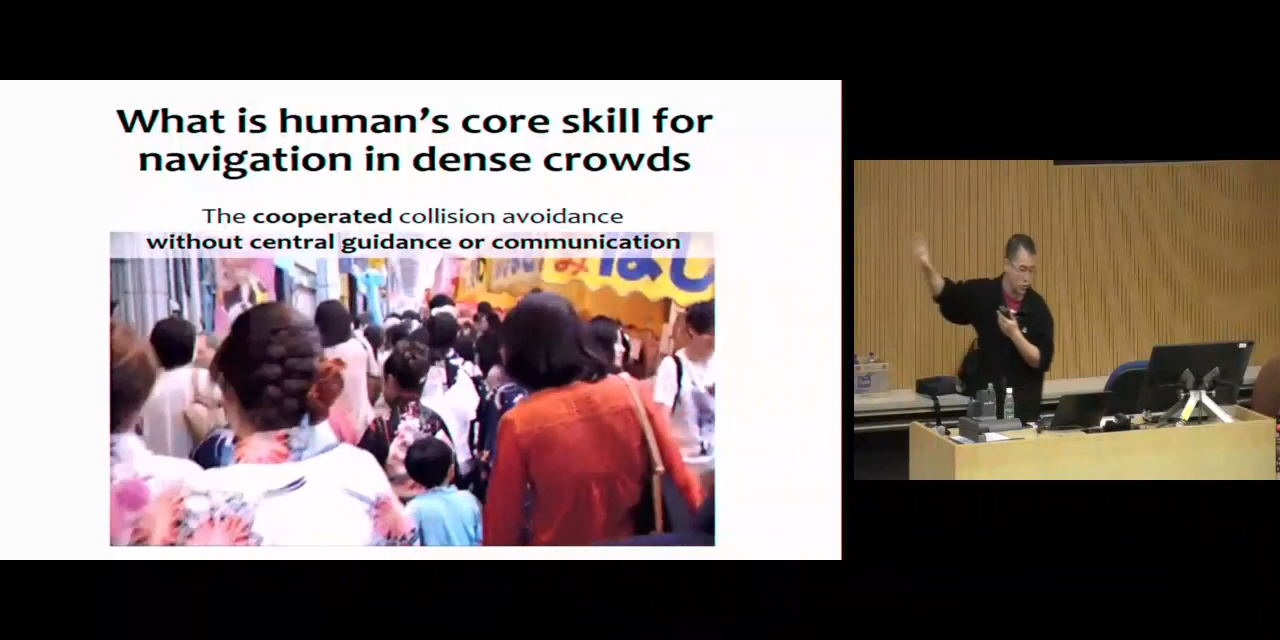 What is human's core skill for
navigation in dense crowds
The cooperated collision avoidance
without central guidance or communication